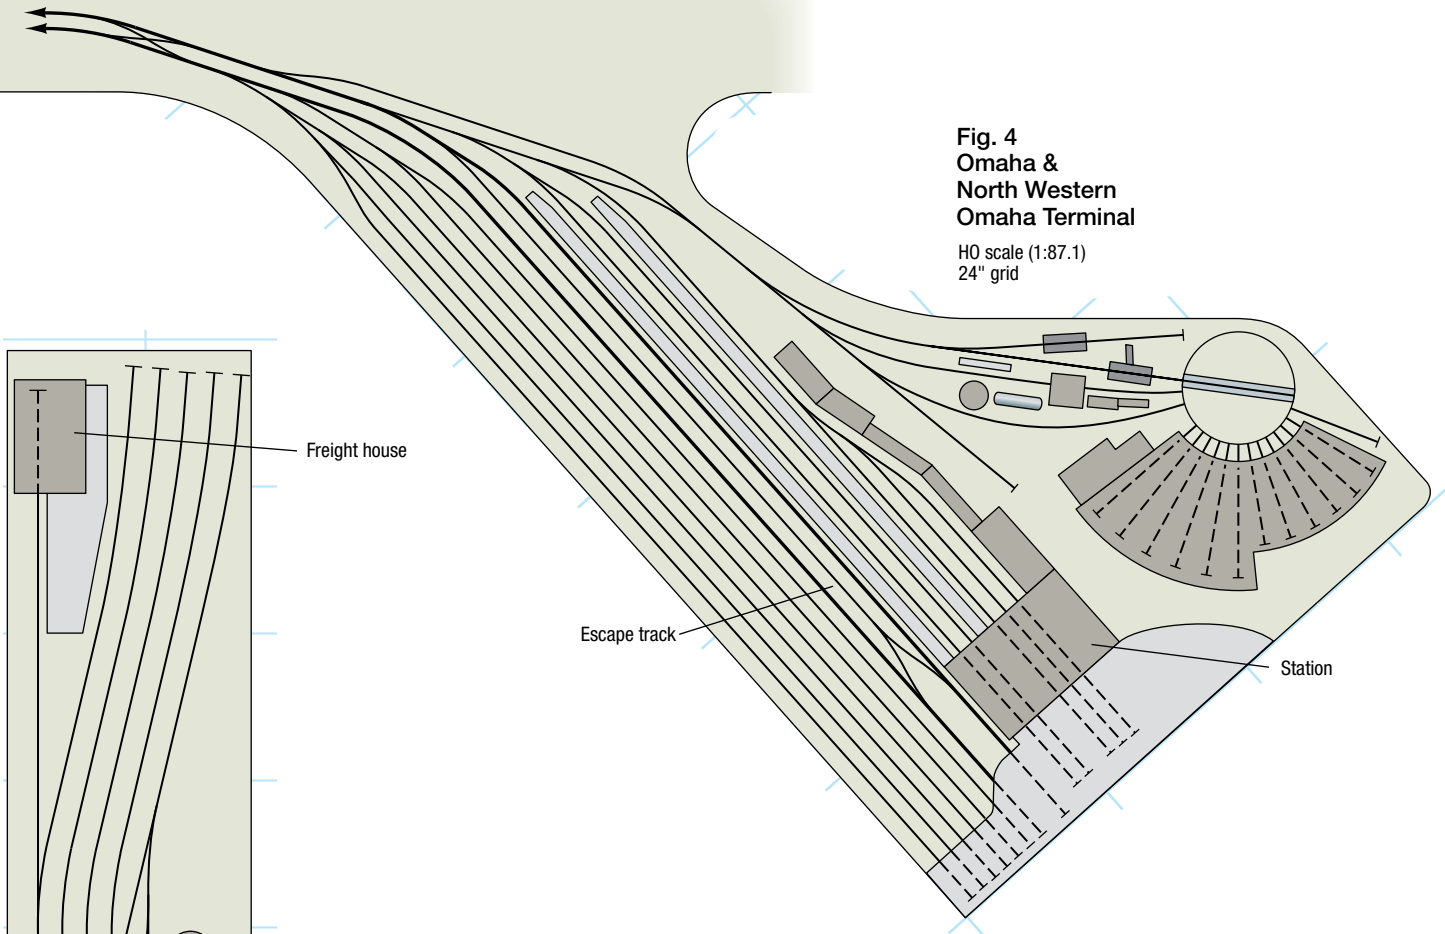 Fig. 4
Omaha &
North Western
Omaha Terminal
HO scale (1:87.1)
24" grid
Freight house
Escape track
Station